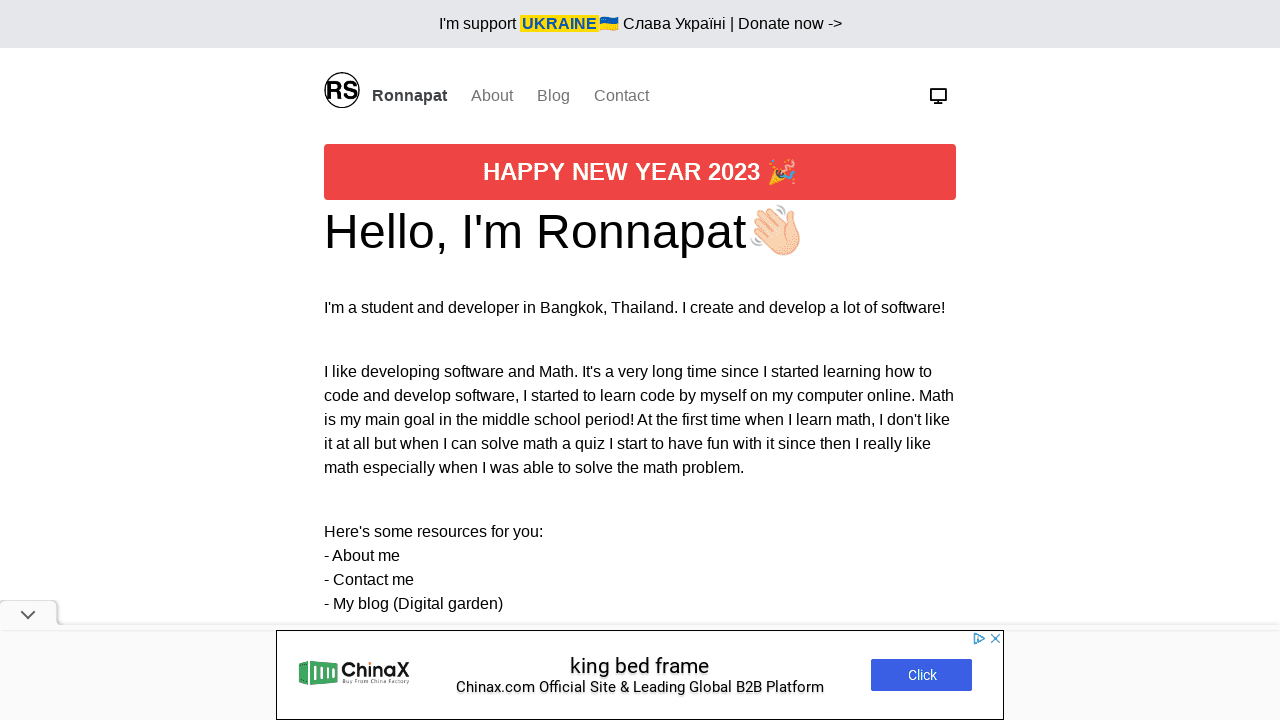 I'm support UKRAINE🇺🇦 Слава Україні | Donate now ->
RS Ronnapat About Blog Contact
HAPPY NEW YEAR 2023 🎉
Hello, I'm Ronnapat👋🏻
I'm a student and developer in Bangkok, Thailand. I create and develop a lot of software!
I like developing software and Math. It's a very long time since I started learning how to
code and develop software, I started to learn code by myself on my computer online. Math
is my main goal in the middle school period! At the first time when I learn math, I don't like
it at all but when I can solve math a quiz I start to have fun with it since then I really like
math especially when I was able to solve the math problem.
Here's some resources for you:
- About me
- Contact me
- My blog (Digital garden)
ChinaX
Buy From China Factory
king bed frame
Chinax.com Official Site & Leading Global B2B Platform
Click